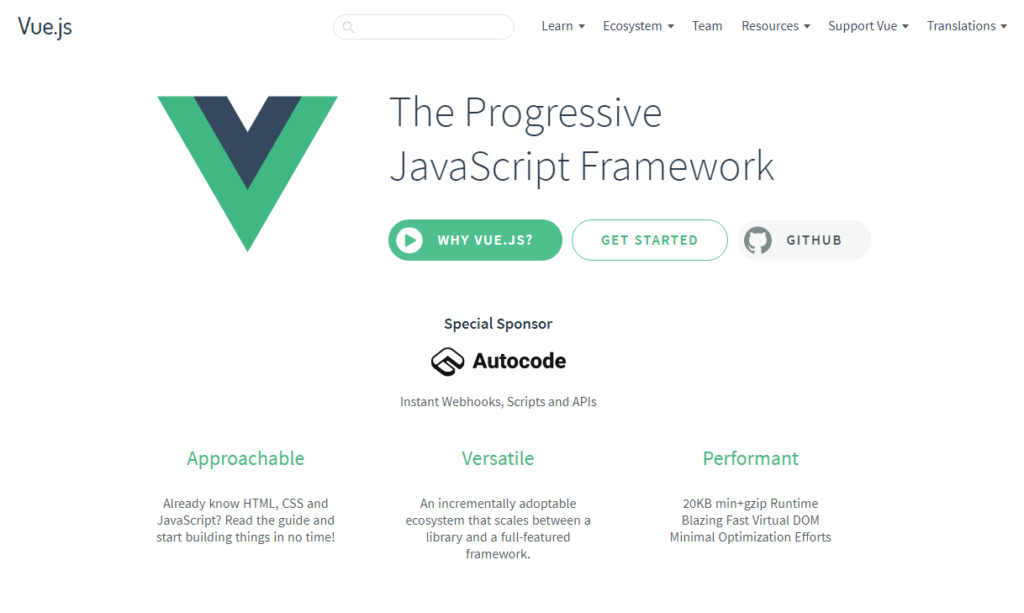 Vue.js
Learn Ecosystem Team Resources Support Vue Translations
The Progressive
JavaScript Framework
WHY VUE.JS? GET STARTED GITHUB
Special Sponsor
Autocode
Instant Webhooks, Scripts and APIs
Approachable
Already know HTML, CSS and
JavaScript? Read the guide and
start building things in no time!
Versatile
An incrementally adoptable
ecosystem that scales between a
library and a full-featured
framework.
Performant
20KB min+gzip Runtime
Blazing Fast Virtual DOM
Minimal Optimization Efforts